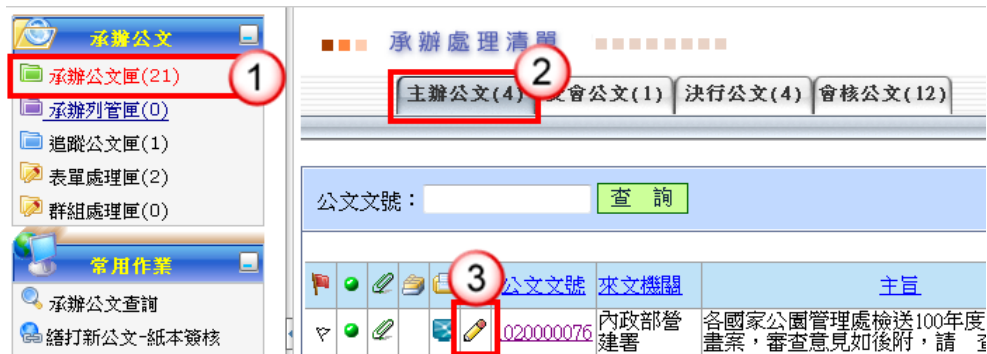 承辦公文
承辦公文匣(21)
1
承辦列管匣(0)
追蹤公文匣(1)
表單處理匣(2)
群組處理匣(0)
常用作業
承辦公文查詢
繕打新公文-紙本簽核
承辦處理清單
2
主辦公文(4)
會公文(1)
決行公文(4)
會核公文(12)
公文文號：
查 詢
3
公文文號 來文機關 主旨
020000076
內政部營
建署
各國家公園管理處檢送100年度
畫案，審查意見如後附，請